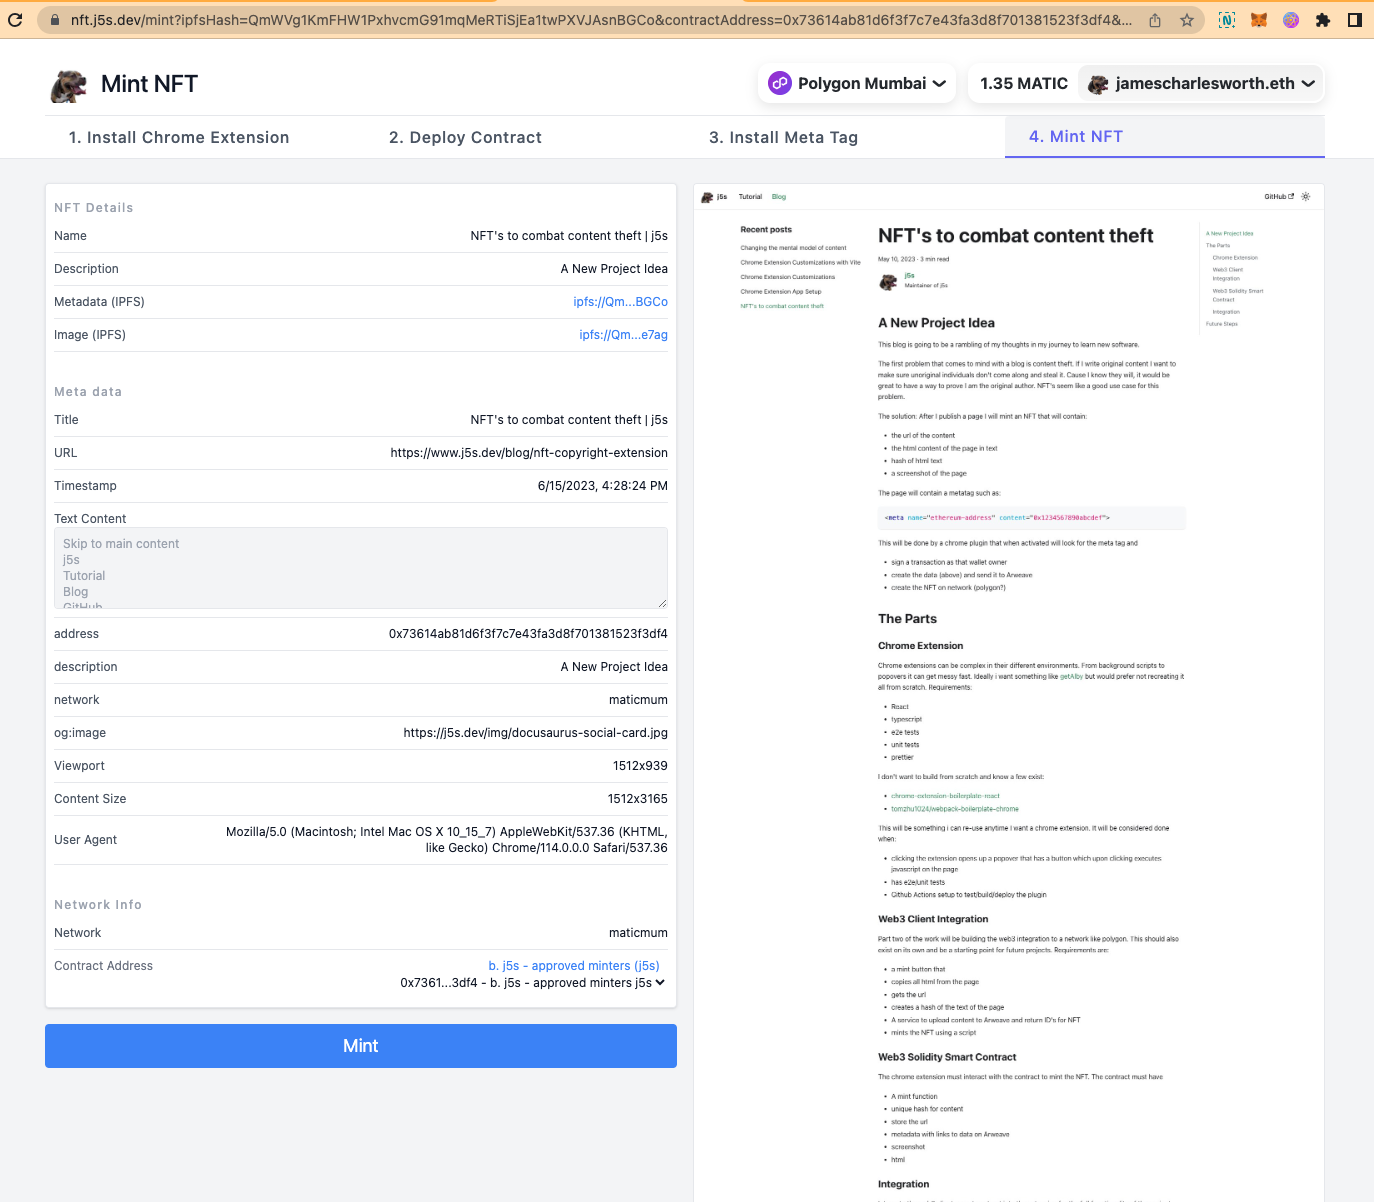 nft.j5s.dev/mint?ipfsHash=QmWVg1KmFHW1PxhvcmG91mqMeRTiSjEa1twPXVJAsnBGCo&contractAddress=0x73614ab81d6f3f7c7e43fa3d8f701381523f3df4&...
Mint NFT
Polygon Mumbai
1.35 MATIC
jamescharlesworth.eth
1. Install Chrome Extension
2. Deploy Contract
3. Install Meta Tag
4. Mint NFT
NFT Details
Name
NFT's to combat content theft | j5s
Description
A New Project Idea
Metadata (IPFS)
ipfs://Qm...BGCo
Image (IPFS)
ipfs://Qm...e7ag
Meta data
Title
NFT's to combat content theft | j5s
URL
https://www.j5s.dev/blog/nft-copyright-extension
Timestamp
6/15/2023, 4:28:24 PM
Text Content
Skip to main content
j5s
Tutorial
Blog
GitHub
address
0x73614ab81d6f3f7c7e43fa3d8f701381523f3df4
description
A New Project Idea
network
maticmum
og:image
https://j5s.dev/img/docusaurus-social-card.jpg
Viewport
1512x939
Content Size
1512x3165
User Agent
Mozilla/5.0 (Macintosh; Intel Mac OS X 10_15_7) AppleWebKit/537.36 (KHTML,
like Gecko) Chrome/114.0.0.0 Safari/537.36
Network Info
Network
maticmum
Contract Address
b. j5s - approved minters (j5s)
0x7361...3df4 - b. j5s - approved minters j5s
Mint
j5s
Tutorial
Blog
GitHub
Recent posts
Changing the mental model of content
Chrome Extension Customizations with Vite
Chrome Extension Customizations
Chrome Extension App Setup
NFT's to combat content theft
NFT's to combat content theft
May 10, 2023 · 3 min read
j5s
Maintainer of j5s
A New Project Idea
This blog is going to be a rambling of my thoughts in my journey to learn new software.
The first problem that comes to mind with a blog is content theft. If I write original content I want to
make sure unoriginal individuals don't come along and steal it. Cause I know they will, it would be
great to have a way to prove I am the original author. NFT's seem like a good use case for this
problem.
The solution: After I publish a page I will mint an NFT that will contain:
• the url of the content
• the html content of the page in text
• hash of html text
• a screenshot of the page
The page will contain a metatag such as:
<meta name="ethereum-address" content="0x1234567890abcdef">
This will be done by a chrome plugin that when activated will look for the meta tag and
• sign a transaction as that wallet owner
• create the data (above) and send it to Arweave
• create the NFT on network (polygon?)
The Parts
Chrome Extension
Chrome extensions can be complex in their different environments. From background scripts to
popovers it can get messy fast. Ideally i want something like getAlby but would prefer not recreating it
all from scratch. Requirements:
• React
• typescript
• e2e tests
• unit tests
• prettier
I don't want to build from scratch and know a few exist:
• chrome-extension-boilerplate-react
• tomzhu1024/webpack-boilerplate-chrome
This will be something i can re-use anytime I want a chrome extension. It will be considered done
when:
• clicking the extension opens up a popover that has a button which upon clicking executes
javascript on the page
• has e2e/unit tests
• Github Actions setup to test/build/deploy the plugin
Web3 Client Integration
Part two of the work will be building the web3 integration to a network like polygon. This should also
exist on its own and be a starting point for future projects. Requirements are:
• a mint button that
• copies all html from the page
• gets the url
• creates a hash of the text of the page
• A service to upload content to Arweave and return ID's for NFT
• mints the NFT using a script
Web3 Solidity Smart Contract
The chrome extension must interact with the contract to mint the NFT. The contract must have
• A mint function
• unique hash for content
• store the url
• metadata with links to data on Arweave
• screenshot
• html
Integration
A New Project Idea
The Parts
Chrome Extension
Web3 Client
Integration
Web3 Solidity Smart
Contract
Integration
Future Steps